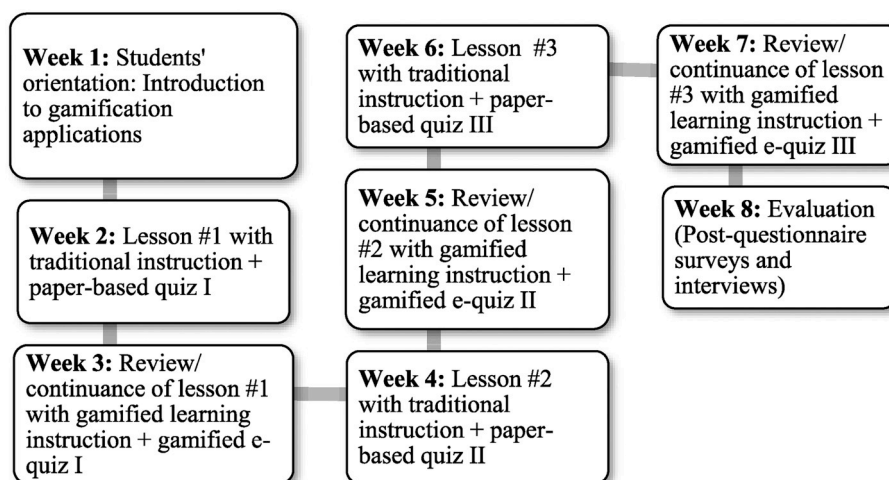 Week 1: Students'
orientation: Introduction
to gamification
applications
Week 2: Lesson #1 with
traditional instruction +
paper-based quiz I
Week 3: Review/
continuance of lesson #1
with gamified learning
instruction + gamified e-
quiz I
Week 4: Lesson #2
with traditional
instruction + paper-
based quiz II
Week 5: Review/
continuance of lesson
#2 with gamified
learning instruction +
gamified e-quiz II
Week 6: Lesson #3
with traditional
instruction + paper-
based quiz III
Week 7: Review/
continuance of lesson
#3 with gamified
learning instruction +
gamified e-quiz III
Week 8: Evaluation
(Post-questionnaire
surveys and
interviews)